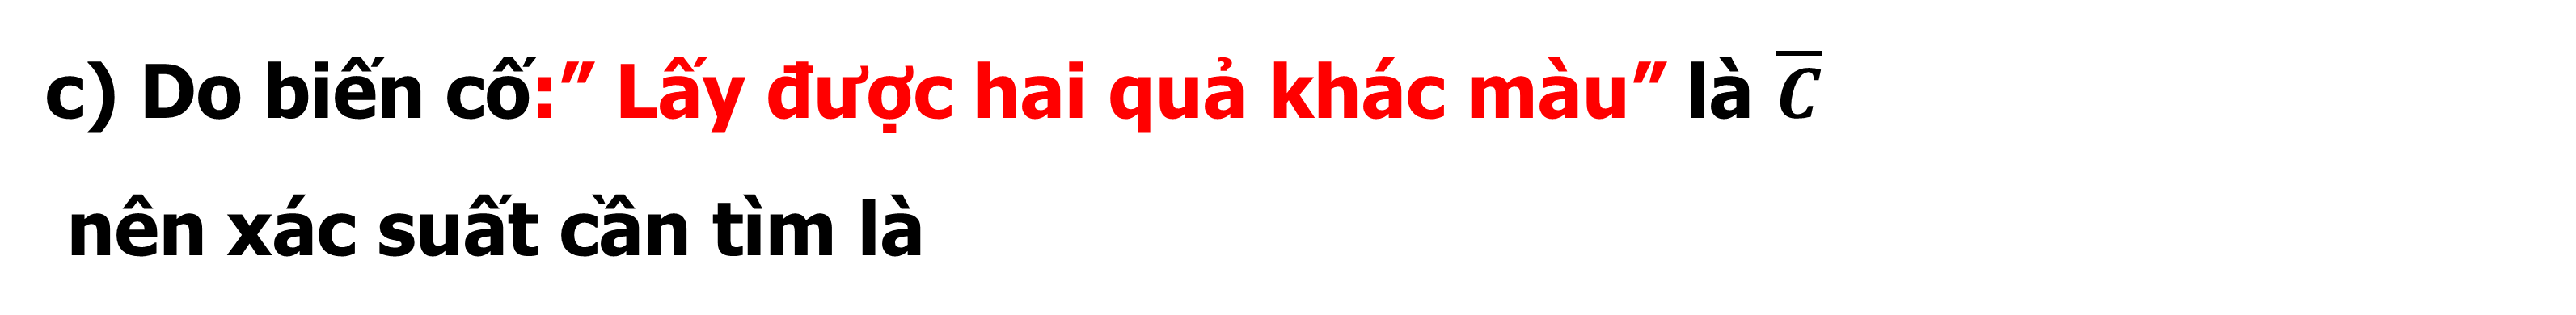 c) Do biến cố:” Lấy được hai quả khác màu” là C̅
nên xác suất cần tìm là